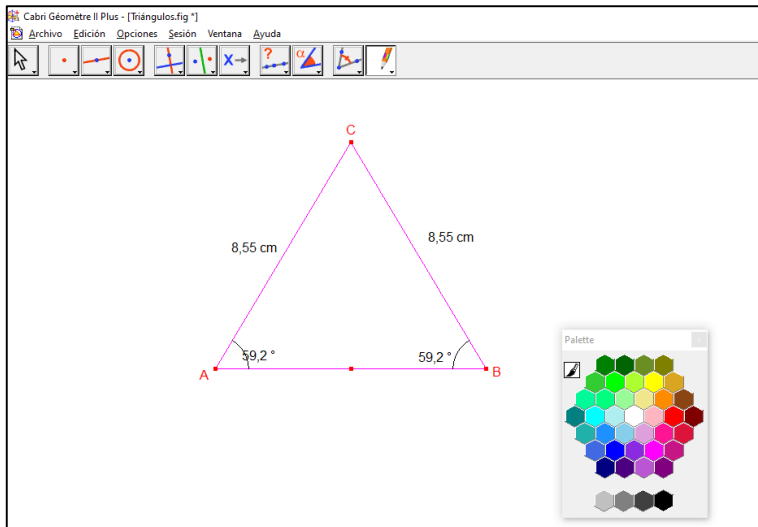 Cabri Géomètre II Plus - [Triángulos.fig *]
Archivo Edición Opciones Sesión Ventana Ayuda
X ? α
C
8,55 cm
8,55 cm
59,2 °
59,2 °
A
B
Palette